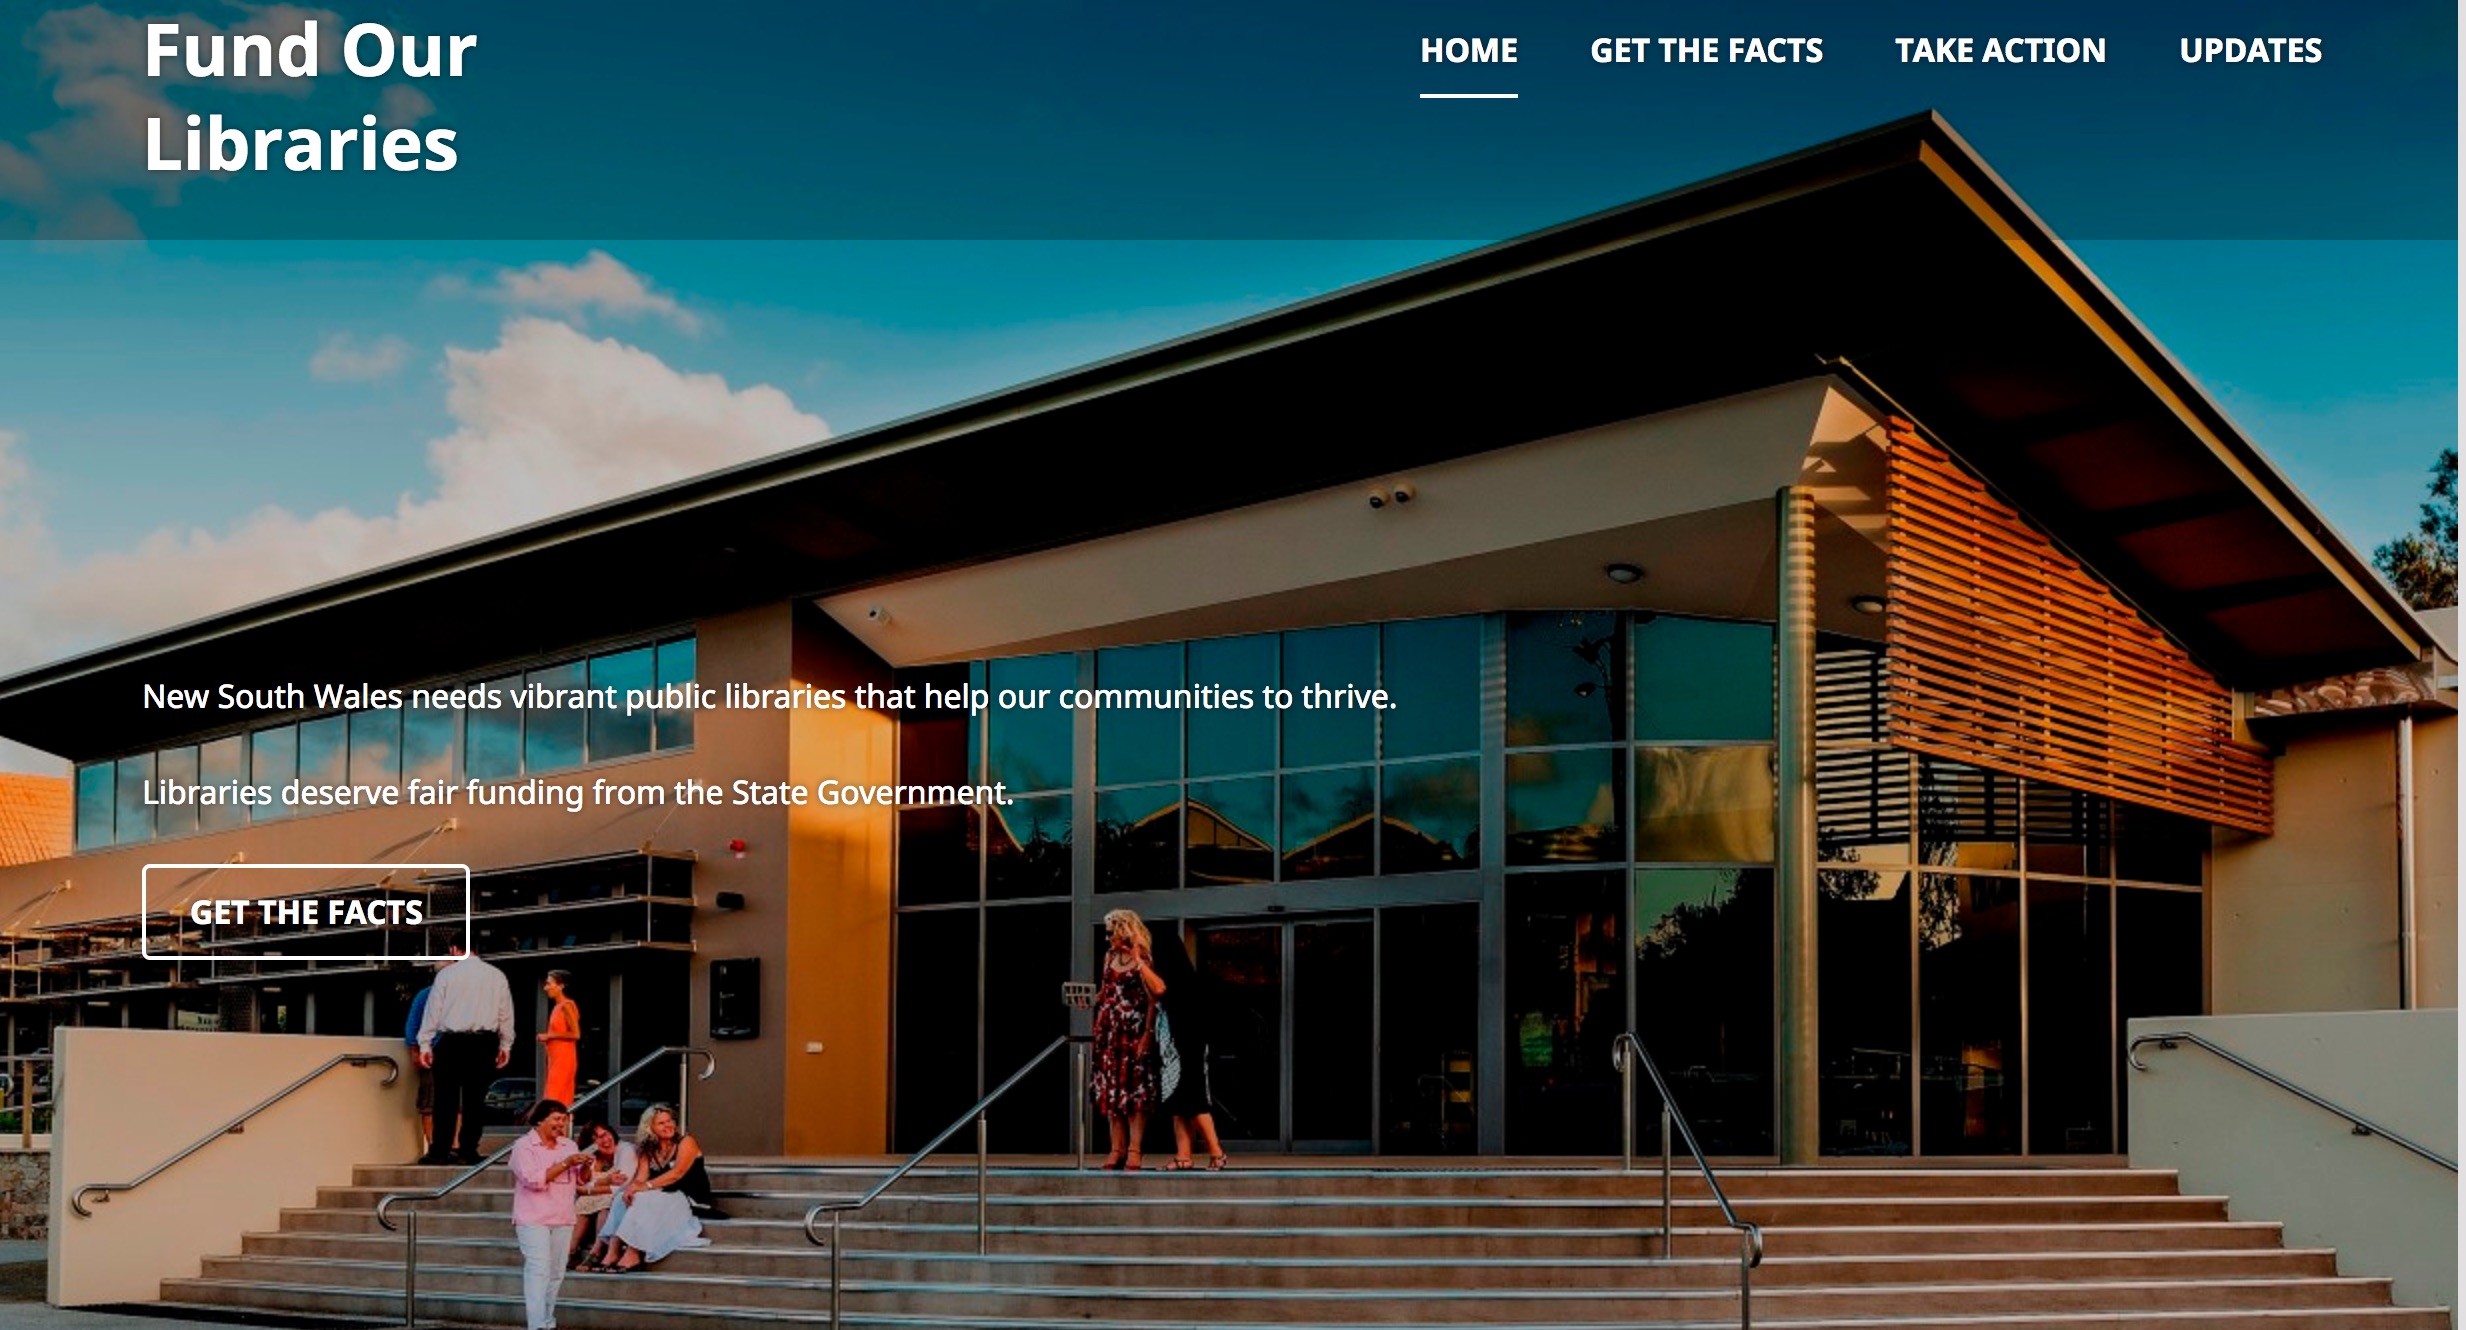 Fund Our
Libraries
HOME
GET THE FACTS
TAKE ACTION
UPDATES
New South Wales needs vibrant public libraries that help our communities to thrive.
Libraries deserve fair funding from the State Government.
GET THE FACTS